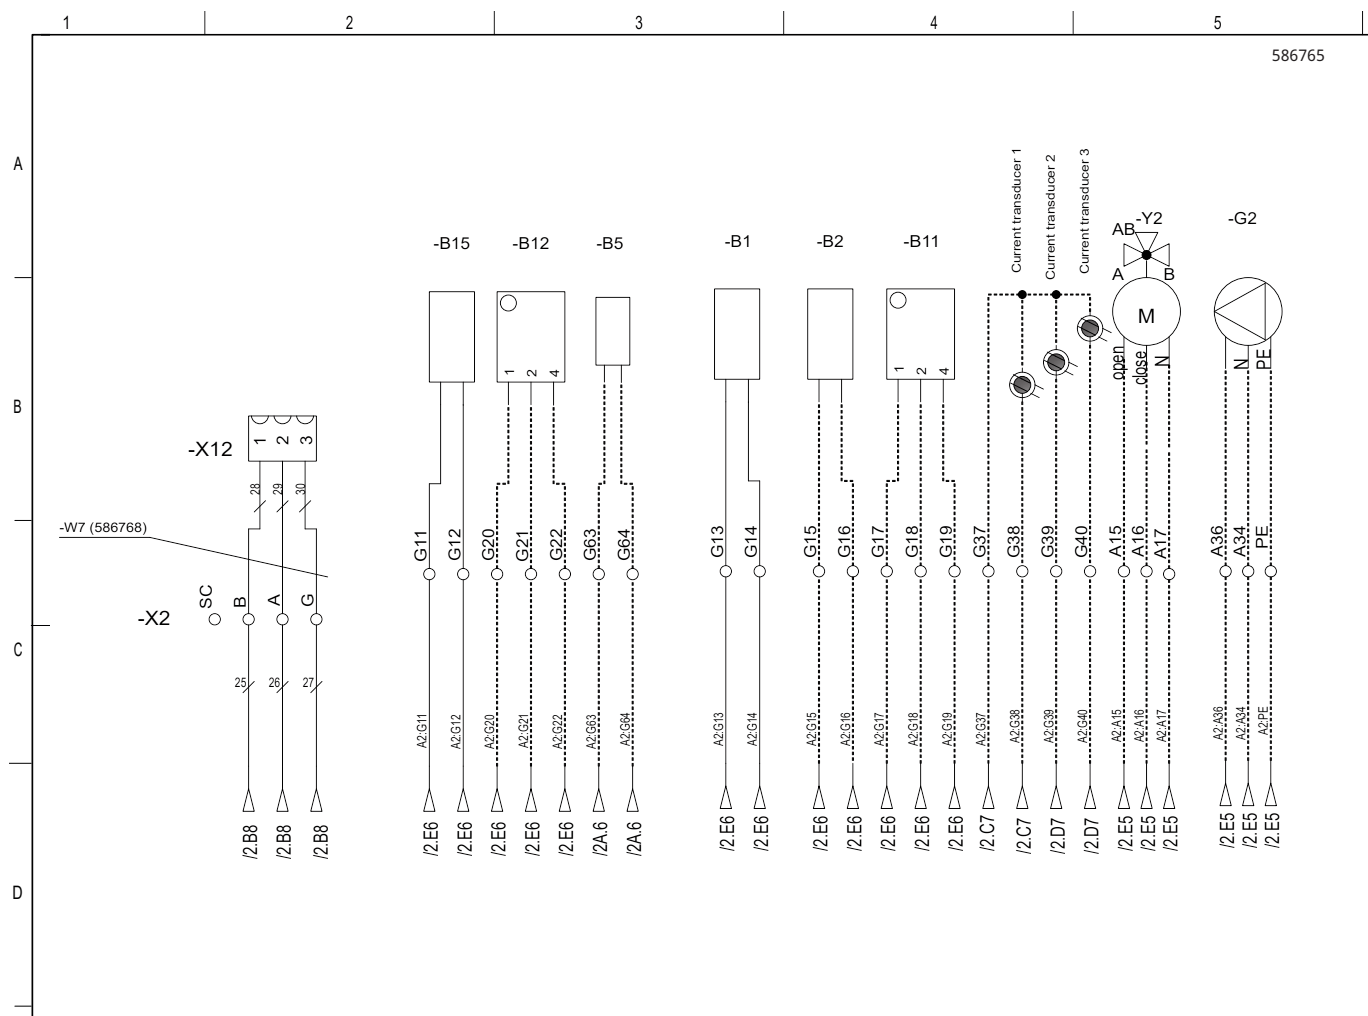 1 2 3 4 5
586765
A
Current transducer 1
Current transducer 2
Current transducer 3
-Y2
-G2
AB
-B15 -B12 -B5 -B1 -B2 -B11
A B
M
1 2 4
1 2 4
open
close
N
N
PE
B
-X12
1 2 3
28 29 30
-W7 (586768)
G11 G12 G20 G21 G22 G63 G64 G13 G14 G15 G16 G17 G18 G19 G37 G38 G39 G40 A15 A16 A17 A36 A34 PE
-X2
SC B A G
C
25 26 27
A2:G11 A2:G12 A2:G20 A2:G21 A2:G22 A2:G63 A2:G64 A2:G13 A2:G14 A2:G15 A2:G16 A2:G17 A2:G18 A2:G19 A2:G37 A2:G38 A2:G39 A2:G40 A2:A15 A2:A16 A2:A17 A2:A36 A2:A34 A2:PE
/2.B8 /2.B8 /2.B8 /2.E6 /2.E6 /2.E6 /2.E6 /2.E6 /2A.6 /2A.6 /2.E6 /2.E6 /2.E6 /2.E6 /2.E6 /2.E6 /2.E6 /2.C7 /2.C7 /2.D7 /2.D7 /2.E5 /2.E5 /2.E5 /2.E5 /2.E5 /2.E5
D